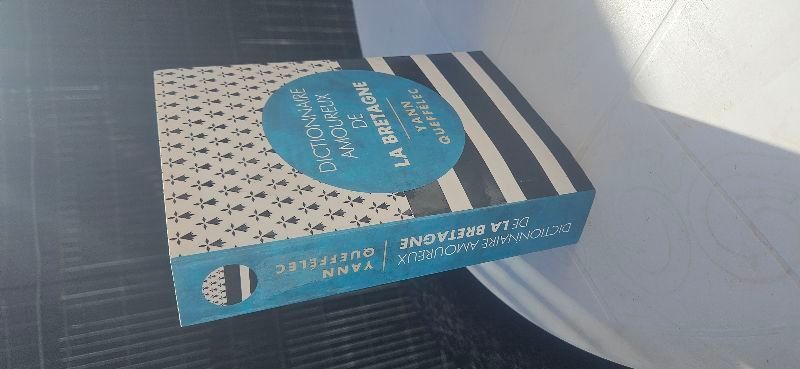 DICTIONNAIRE
AMOUREUX
DE
LA BRETAGNE
YANN
QUEFFÉLEC
YANN
QUEFFÉLEC
DICTIONNAIRE AMOUREUX
DE LA BRETAGNE